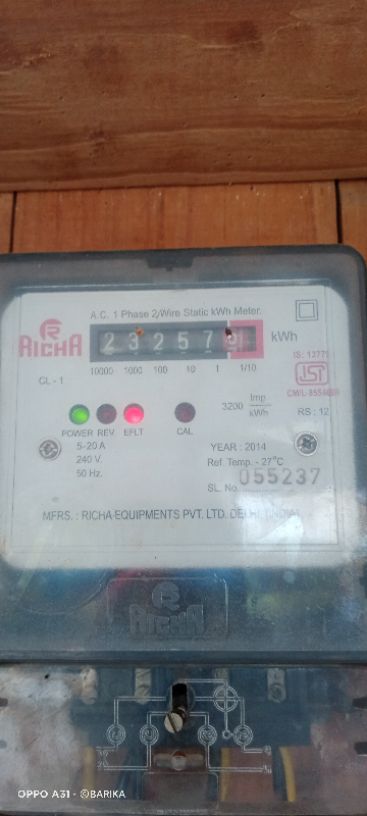 A.C. 1 Phase 2/Wire Static kWh Meter.
R
RICHA
2 3 2 5 7
kWh
10000 1000 100 10 1 1/10
IS: 13779
ISI
CL - 1
3200 Imp/kWh
RS : 12
POWER REV. EFLT CAL
5-20 A
240 V.
50 Hz.
YEAR : 2014
Ref. Temp. - 27°C
SL. No. 055237
MFRS. : RICHA EQUIPMENTS PVT. LTD. DELHI (INDIA)
R
RICHA
OPPO A31 · ©BARIKA